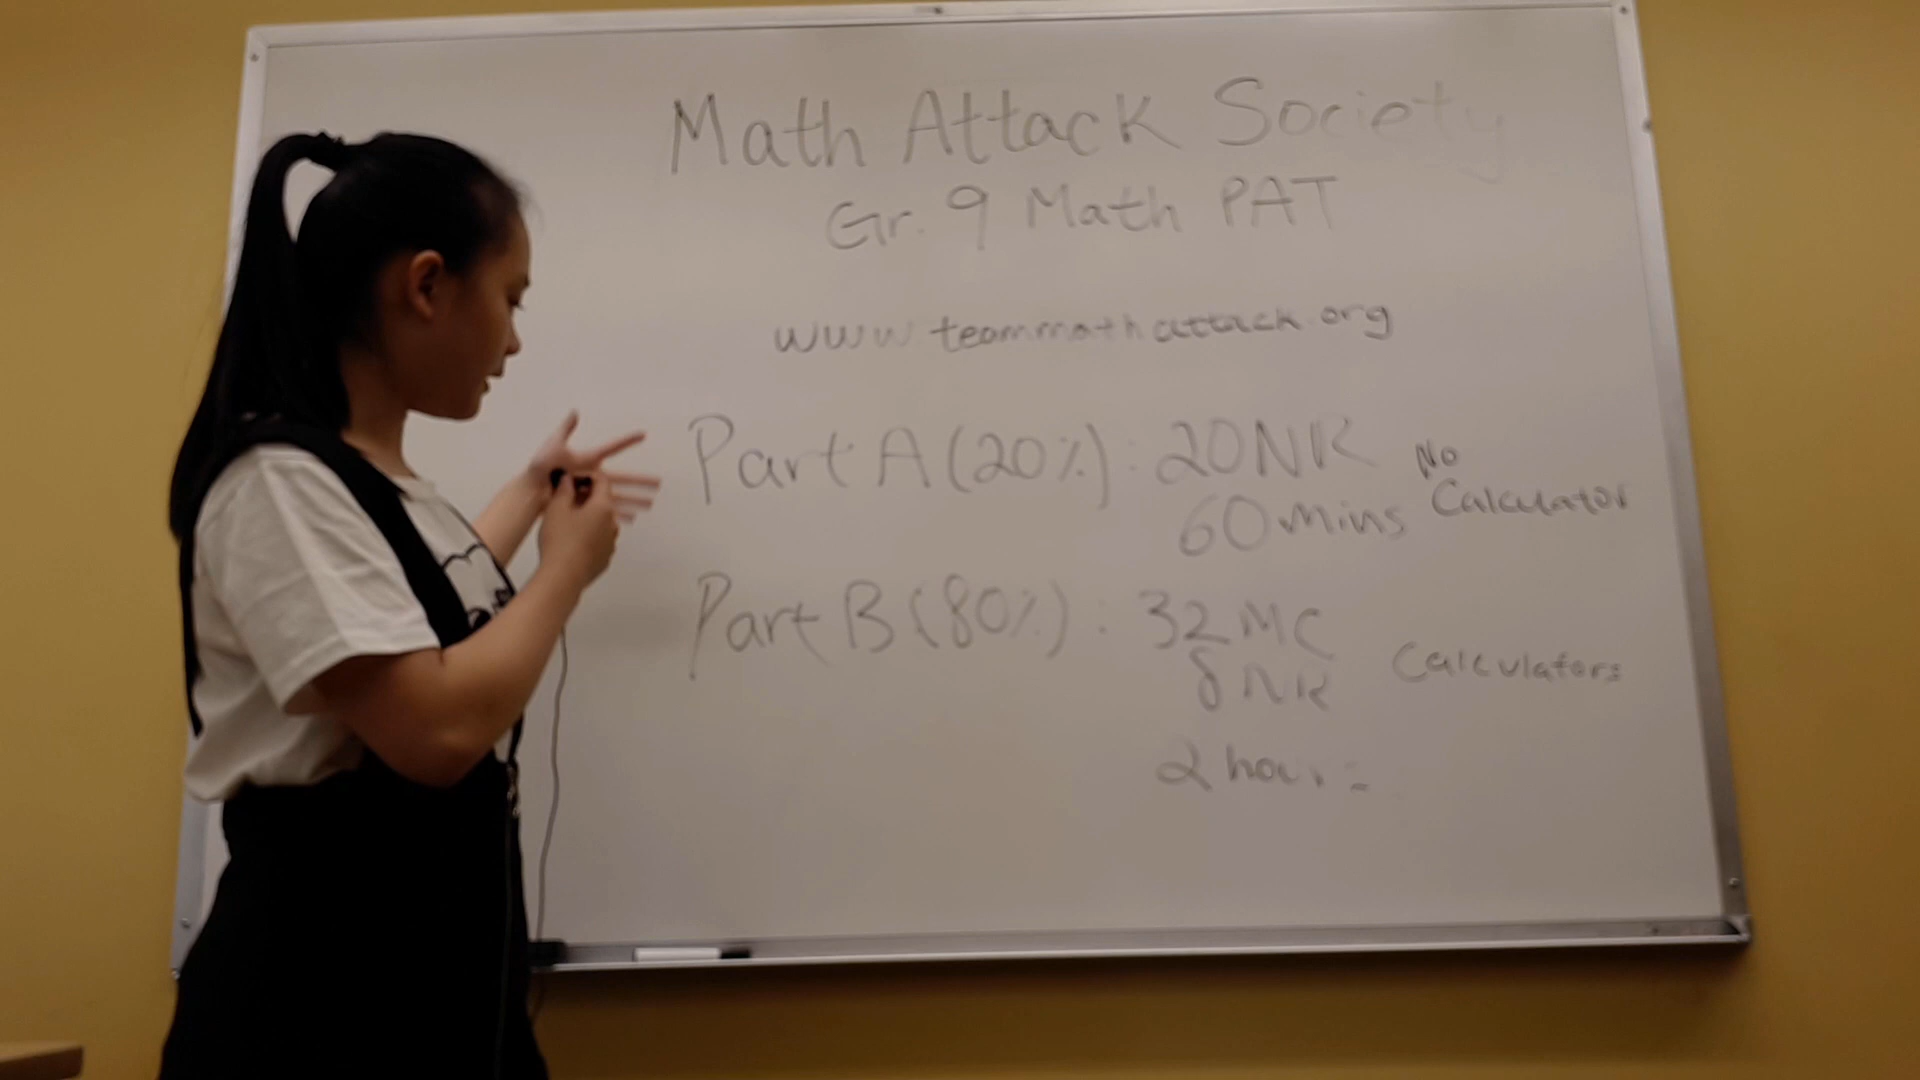 Math Attack Society
Gr. 9 Math PAT
www.teammathattack.org
Part A (20%): 20NR
No
Calculator
60 mins
Part B (80%): 32 MC
8 NR
Calculators
2 hours